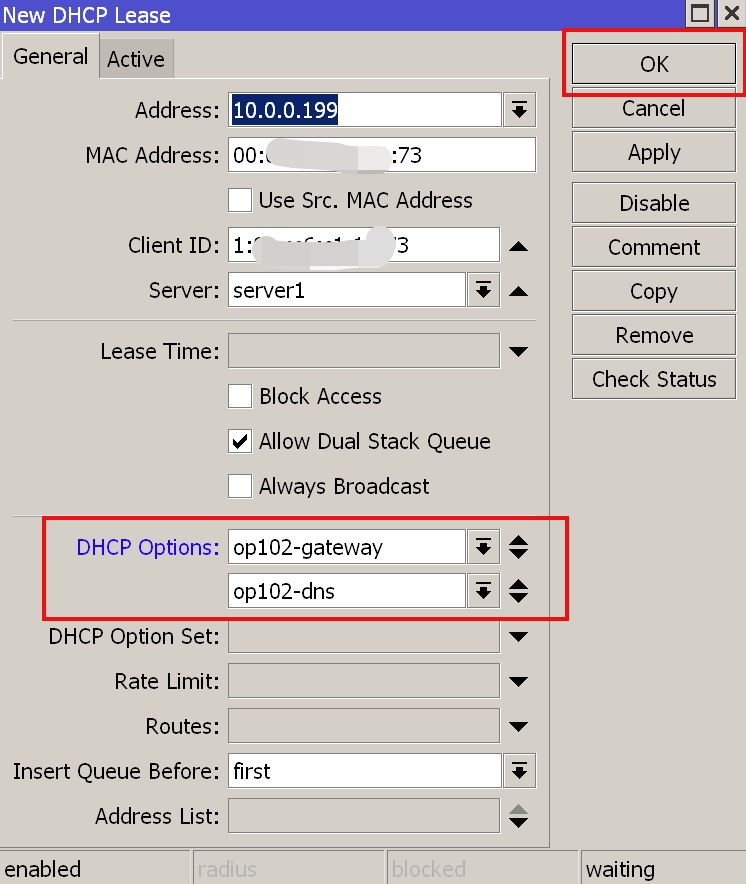 New DHCP Lease
General
Active
OK
Address: 10.0.0.199
Cancel
MAC Address: 00: :73
Apply
Use Src. MAC Address
Disable
Client ID: 1:
Comment
Server: server1
Copy
Remove
Lease Time:
Check Status
Block Access
Allow Dual Stack Queue
Always Broadcast
DHCP Options: op102-gateway
op102-dns
DHCP Option Set:
Rate Limit:
Routes:
Insert Queue Before: first
Address List:
enabled
radius
blocked
waiting